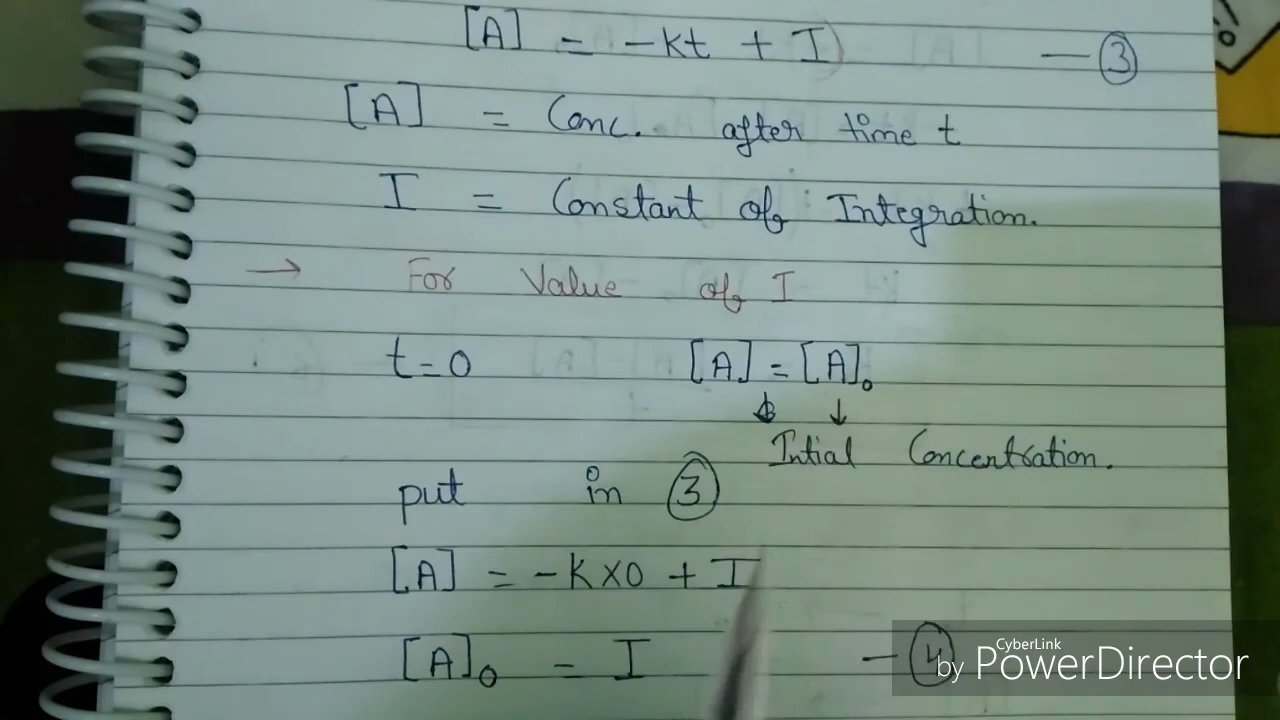 [A] = -Kt + I — ③
[A] = Conc. after time t
I = Constant of Integration.
→ For Value of I
t=0 [A] = [A]₀
↓ ↓
Intial Concentration.
put in ③
[A] = -K×0 + I
[A]₀ = I — ④
CyberLink
by PowerDirector